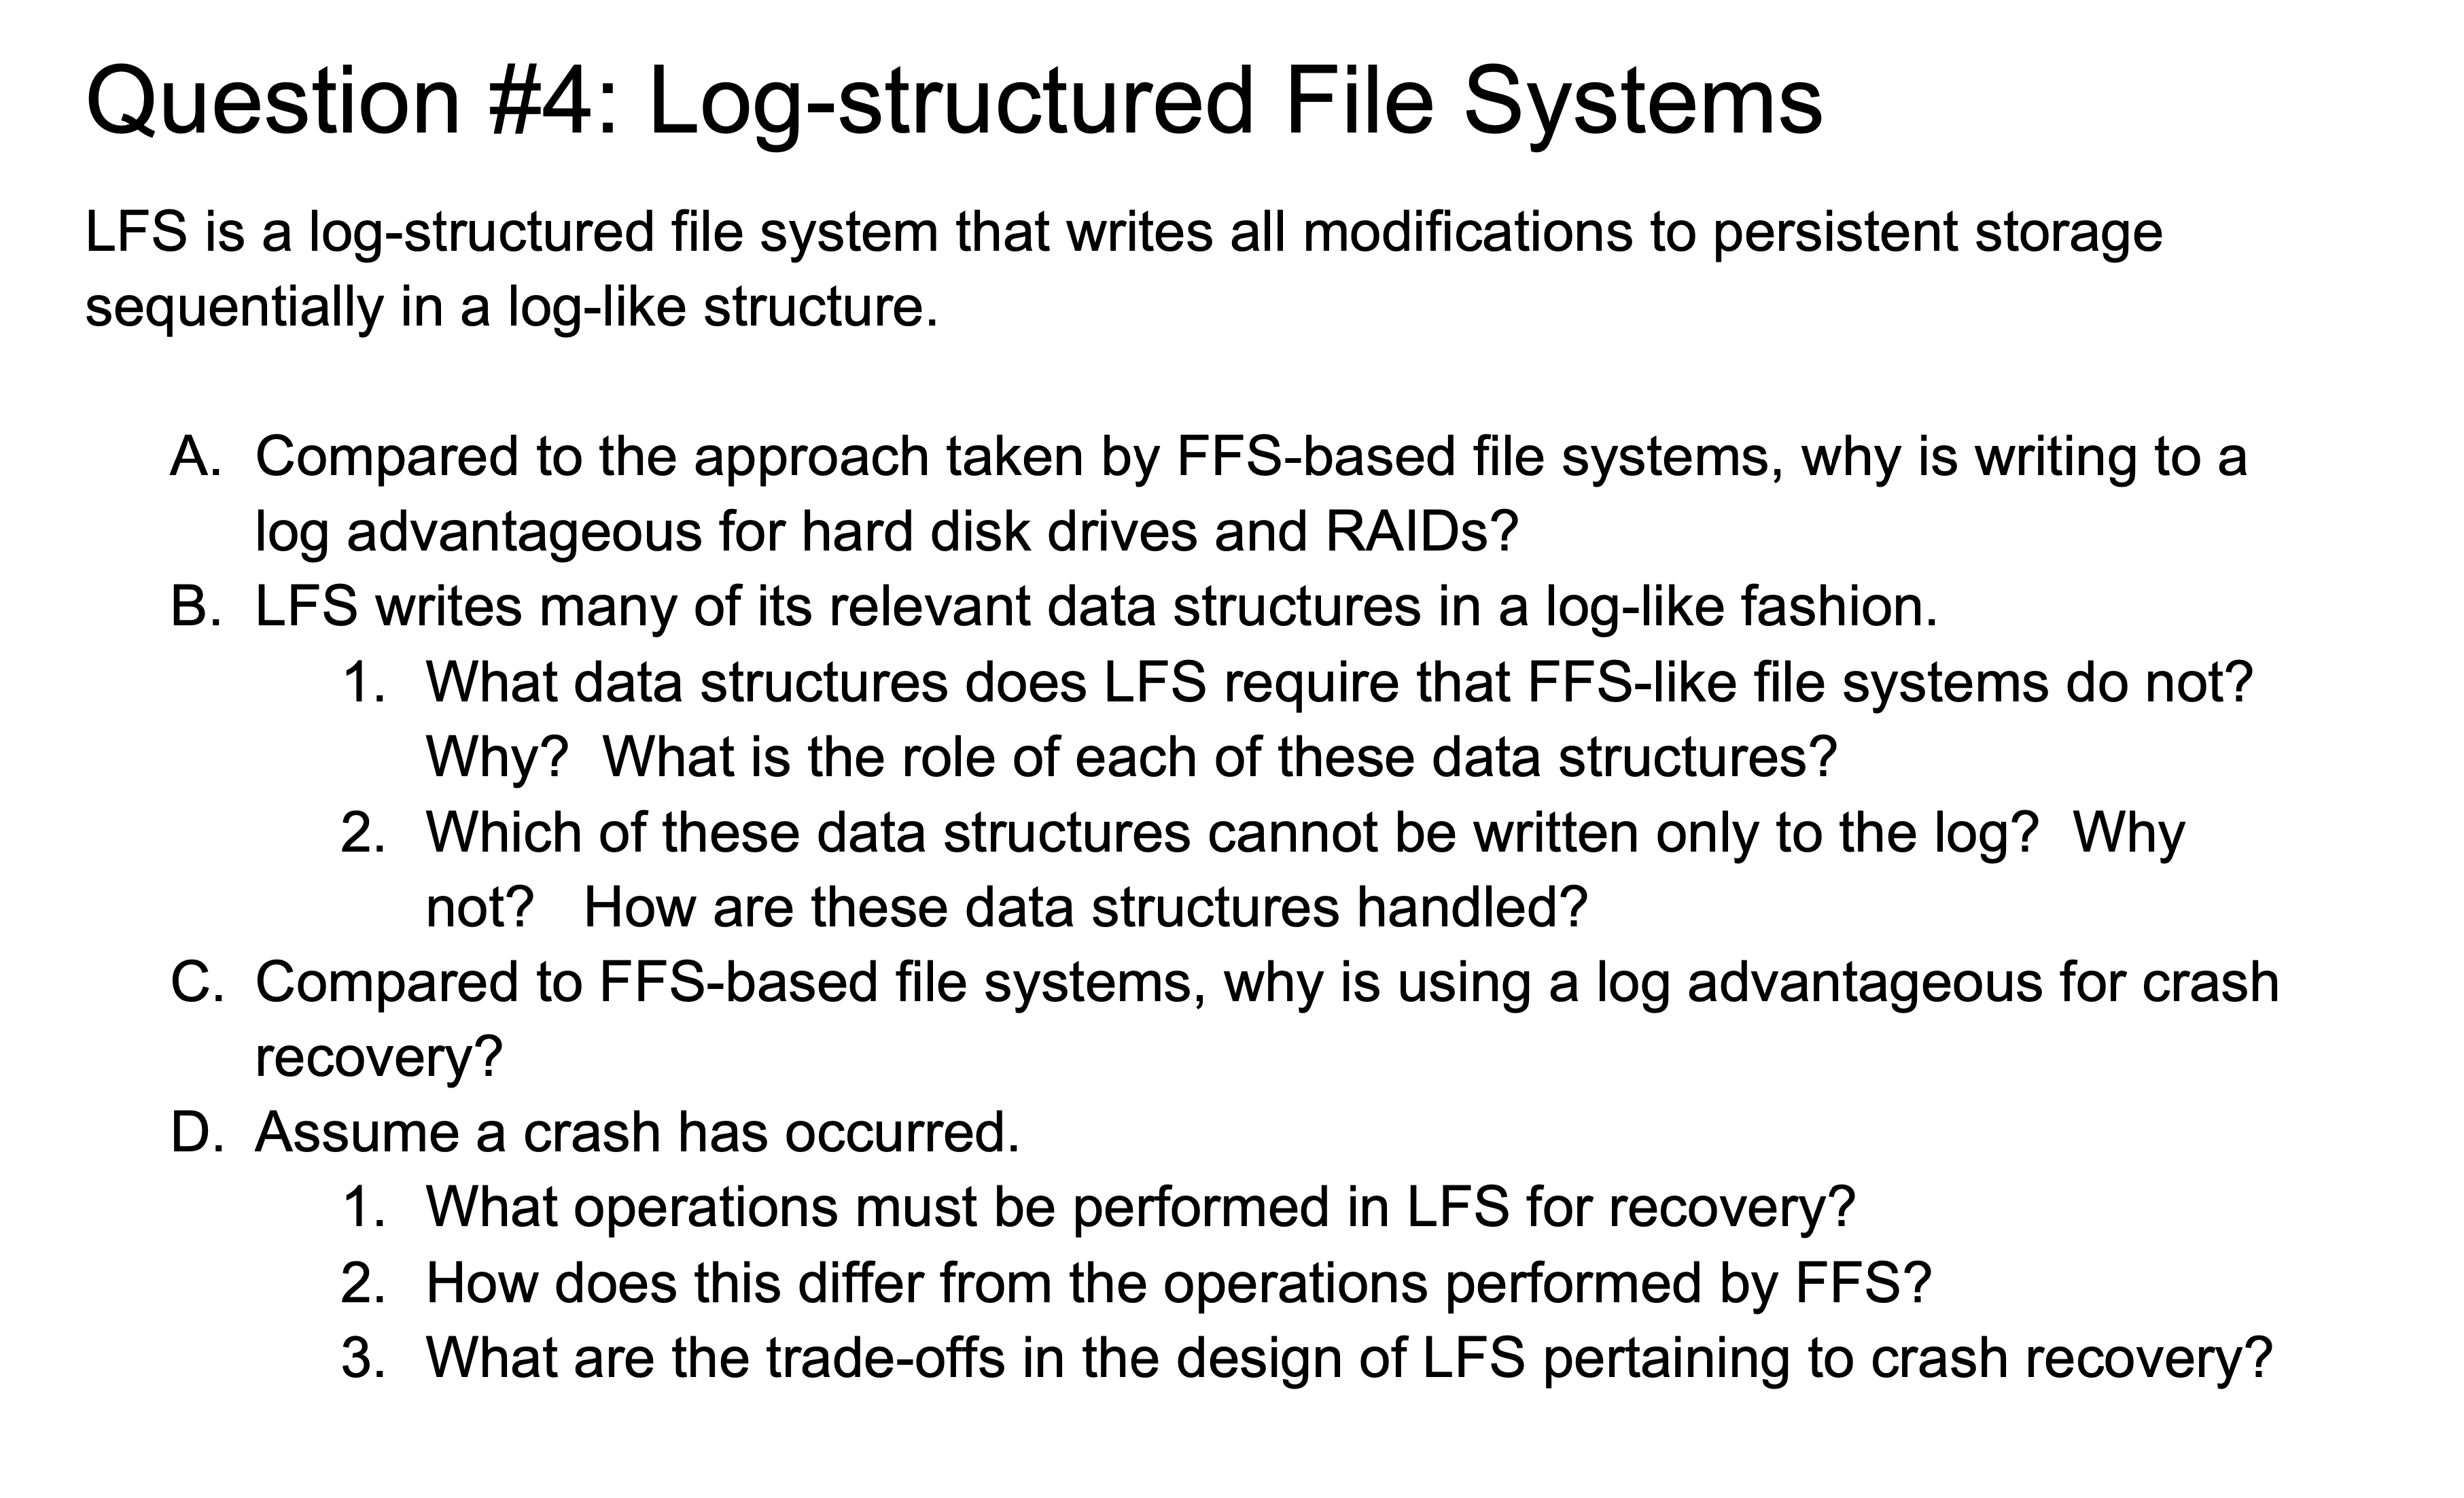 Question #4: Log-structured File Systems
LFS is a log-structured file system that writes all modifications to persistent storage
sequentially in a log-like structure.
A. Compared to the approach taken by FFS-based file systems, why is writing to a
log advantageous for hard disk drives and RAIDs?
B. LFS writes many of its relevant data structures in a log-like fashion.
1. What data structures does LFS require that FFS-like file systems do not?
Why? What is the role of each of these data structures?
2. Which of these data structures cannot be written only to the log? Why
not? How are these data structures handled?
C. Compared to FFS-based file systems, why is using a log advantageous for crash
recovery?
D. Assume a crash has occurred.
1. What operations must be performed in LFS for recovery?
2. How does this differ from the operations performed by FFS?
3. What are the trade-offs in the design of LFS pertaining to crash recovery?